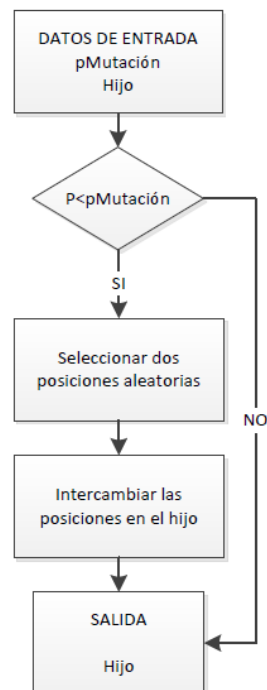 DATOS DE ENTRADA
pMutación
Hijo
P<pMutación
SI
Seleccionar dos
posiciones aleatorias
NO
Intercambiar las
posiciones en el hijo
SALIDA
Hijo